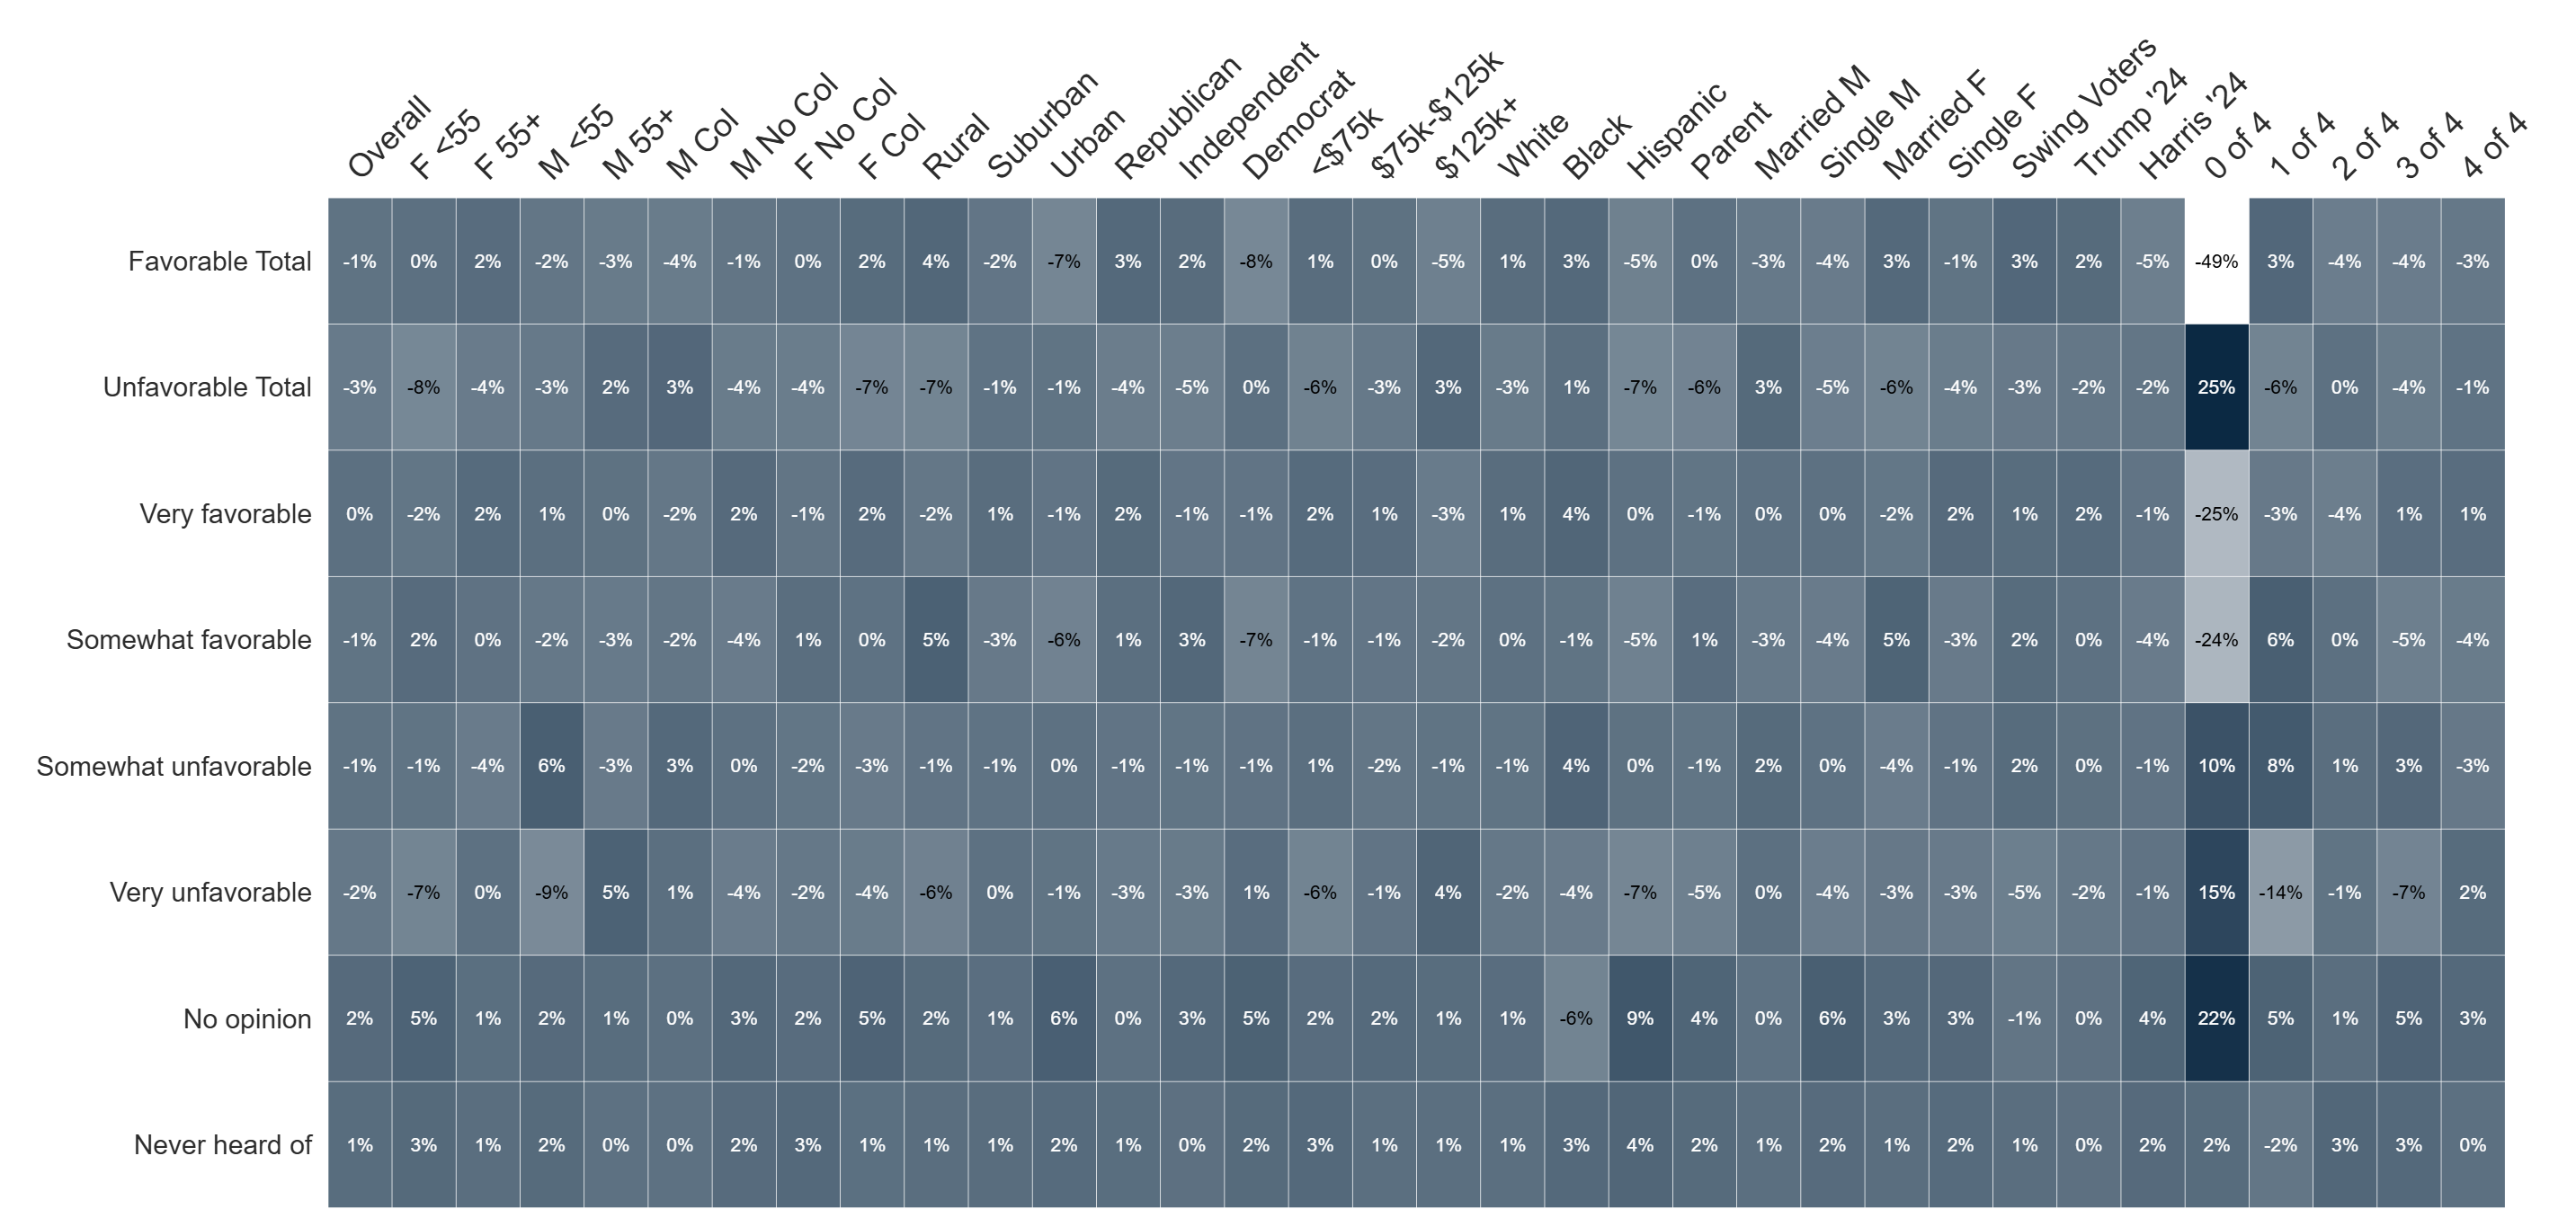 Overall F <55 F 55+ M <55 M 55+ M Col M No Col F No Col F Col Rural Suburban Urban Republican Independent Democrat <$75k $75k-$125k $125k+ White Black Hispanic Parent Married M Single M Married F Single F Swing Voters Trump '24 Harris '24 0 of 4 1 of 4 2 of 4 3 of 4 4 of 4
Favorable Total -1% 0% 2% -2% -3% -4% -1% 0% 2% 4% -2% -7% 3% 2% -8% 1% 0% -5% 1% 3% -5% 0% -3% -4% 3% -1% 3% 2% -5% -49% 3% -4% -4% -3%
Unfavorable Total -3% -8% -4% -3% 2% 3% -4% -4% -7% -7% -1% -1% -4% -5% 0% -6% -3% 3% -3% 1% -7% -6% 3% -5% -6% -4% -3% -2% -2% 25% -6% 0% -4% -1%
Very favorable 0% -2% 2% 1% 0% -2% 2% -1% 2% -2% 1% -1% 2% -1% -1% 2% 1% -3% 1% 4% 0% -1% 0% 0% -2% 2% 1% 2% -1% -25% -3% -4% 1% 1%
Somewhat favorable -1% 2% 0% -2% -3% -2% -4% 1% 0% 5% -3% -6% 1% 3% -7% -1% -1% -2% 0% -1% -5% 1% -3% -4% 5% -3% 2% 0% -4% -24% 6% 0% -5% -4%
Somewhat unfavorable -1% -1% -4% 6% -3% 3% 0% -2% -3% -1% -1% 0% -1% -1% -1% 1% -2% -1% -1% 4% 0% -1% 2% 0% -4% -1% 2% 0% -1% 10% 8% 1% 3% -3%
Very unfavorable -2% -7% 0% -9% 5% 1% -4% -2% -4% -6% 0% -1% -3% -3% 1% -6% -1% 4% -2% -4% -7% -5% 0% -4% -3% -3% -5% -2% -1% 15% -14% -1% -7% 2%
No opinion 2% 5% 1% 2% 1% 0% 3% 2% 5% 2% 1% 6% 0% 3% 5% 2% 2% 1% 1% -6% 9% 4% 0% 6% 3% 3% -1% 0% 4% 22% 5% 1% 5% 3%
Never heard of 1% 3% 1% 2% 0% 0% 2% 3% 1% 1% 1% 2% 1% 0% 2% 3% 1% 1% 1% 3% 4% 2% 1% 2% 1% 2% 1% 0% 2% 2% -2% 3% 3% 0%